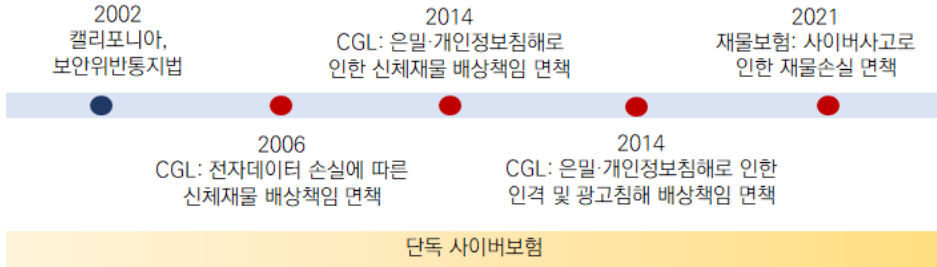 2002
캘리포니아,
보안위반통지법
2014
CGL: 은밀·개인정보침해로
인한 신체재물 배상책임 면책
2021
재물보험: 사이버사고로
인한 재물손실 면책
2006
CGL: 전자데이터 손실에 따른
신체재물 배상책임 면책
2014
CGL: 은밀·개인정보침해로 인한
인격 및 광고침해 배상책임 면책
단독 사이버보험